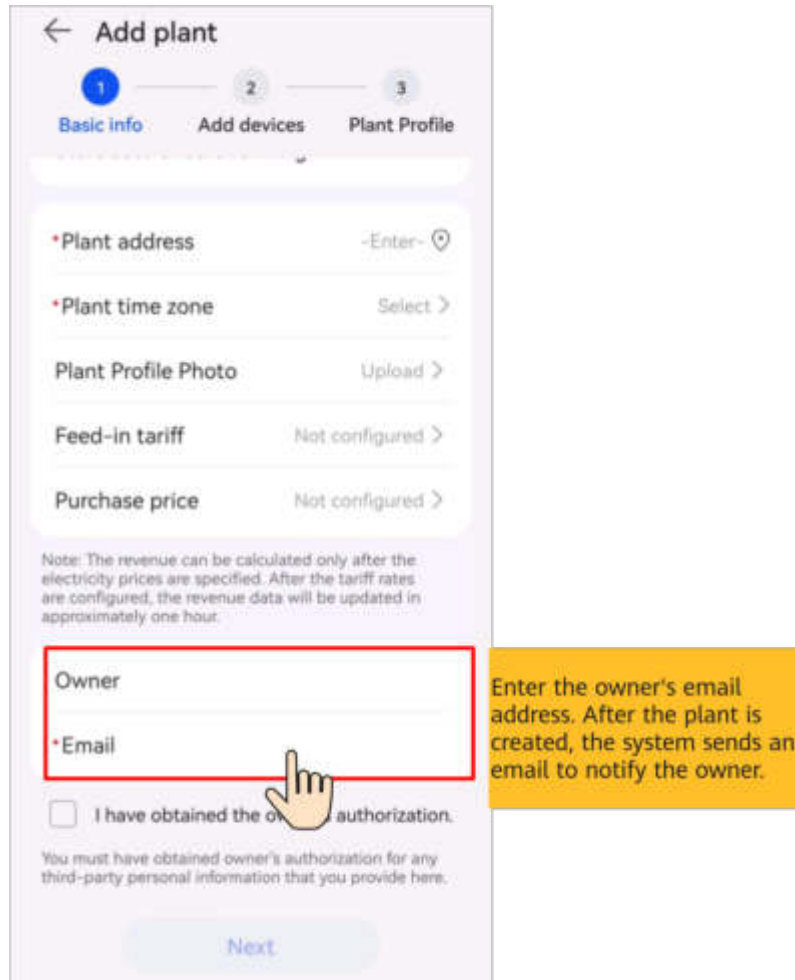 Add plant
1 2 3
Basic info Add devices Plant Profile
*Plant address -Enter-
*Plant time zone Select >
Plant Profile Photo Upload >
Feed-in tariff Not configured >
Purchase price Not configured >
Note: The revenue can be calculated only after the
electricity prices are specified. After the tariff rates
are configured, the revenue data will be updated in
approximately one hour.
Owner
*Email
Enter the owner's email
address. After the plant is
created, the system sends an
email to notify the owner.
I have obtained the authorization.
You must have obtained owner's authorization for any
third-party personal information that you provide here.
Next